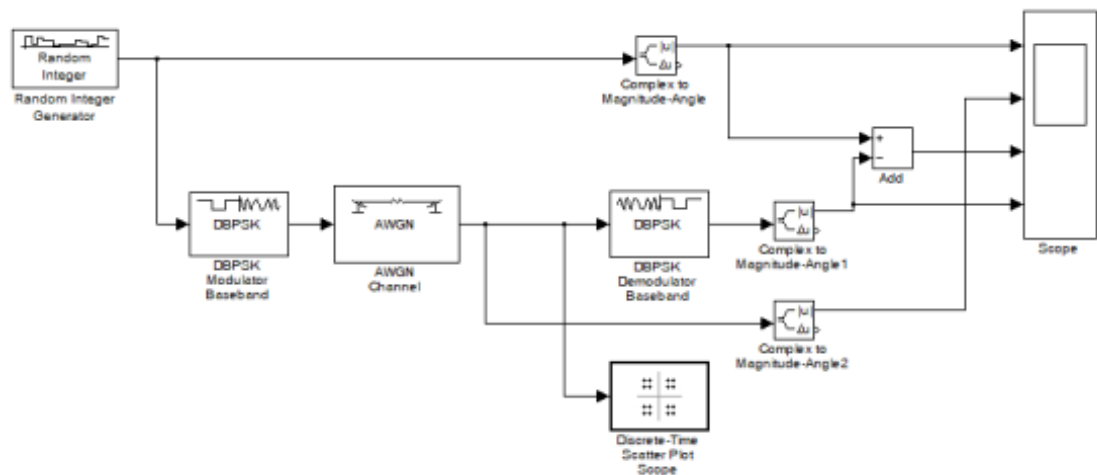 Random
Integer
Random Integer
Generator
|u|
∠u
Complex to
Magnitude-Angle
+
−
Add
Scope
DBPSK
DBPSK
Modulator
Baseband
AWGN
AWGN
Channel
DBPSK
DBPSK
Demodulator
Baseband
|u|
∠u
Complex to
Magnitude-Angle1
|u|
∠u
Complex to
Magnitude-Angle2
Discrete-Time
Scatter Plot
Scope